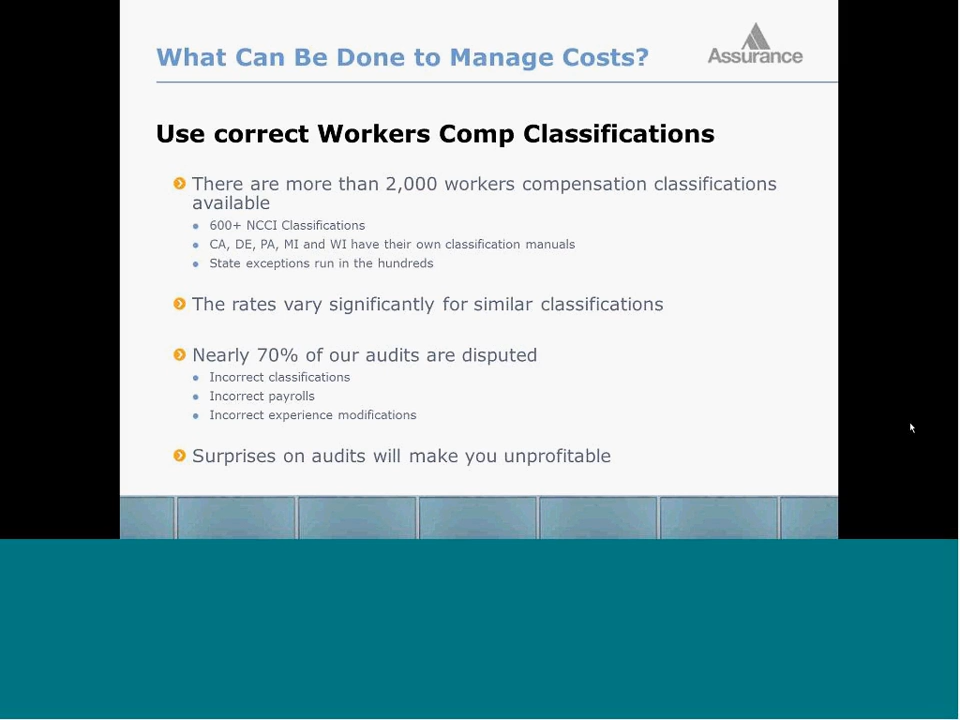 What Can Be Done to Manage Costs?
Assurance
Use correct Workers Comp Classifications
There are more than 2,000 workers compensation classifications
available
600+ NCCI Classifications
CA, DE, PA, MI and WI have their own classification manuals
State exceptions run in the hundreds
The rates vary significantly for similar classifications
Nearly 70% of our audits are disputed
Incorrect classifications
Incorrect payrolls
Incorrect experience modifications
Surprises on audits will make you unprofitable